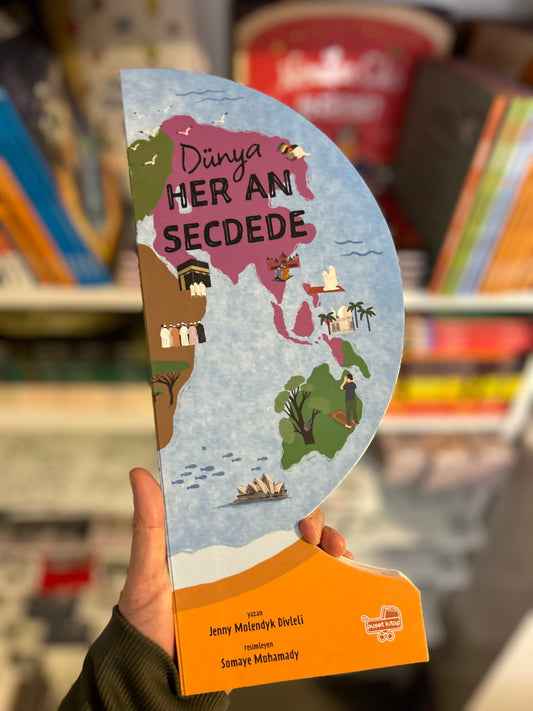 Dünya
HER AN
SECDEDE
yazan
Jenny Molendyk Divleli
resimleyen
Somaye Mohamady
puset kitap